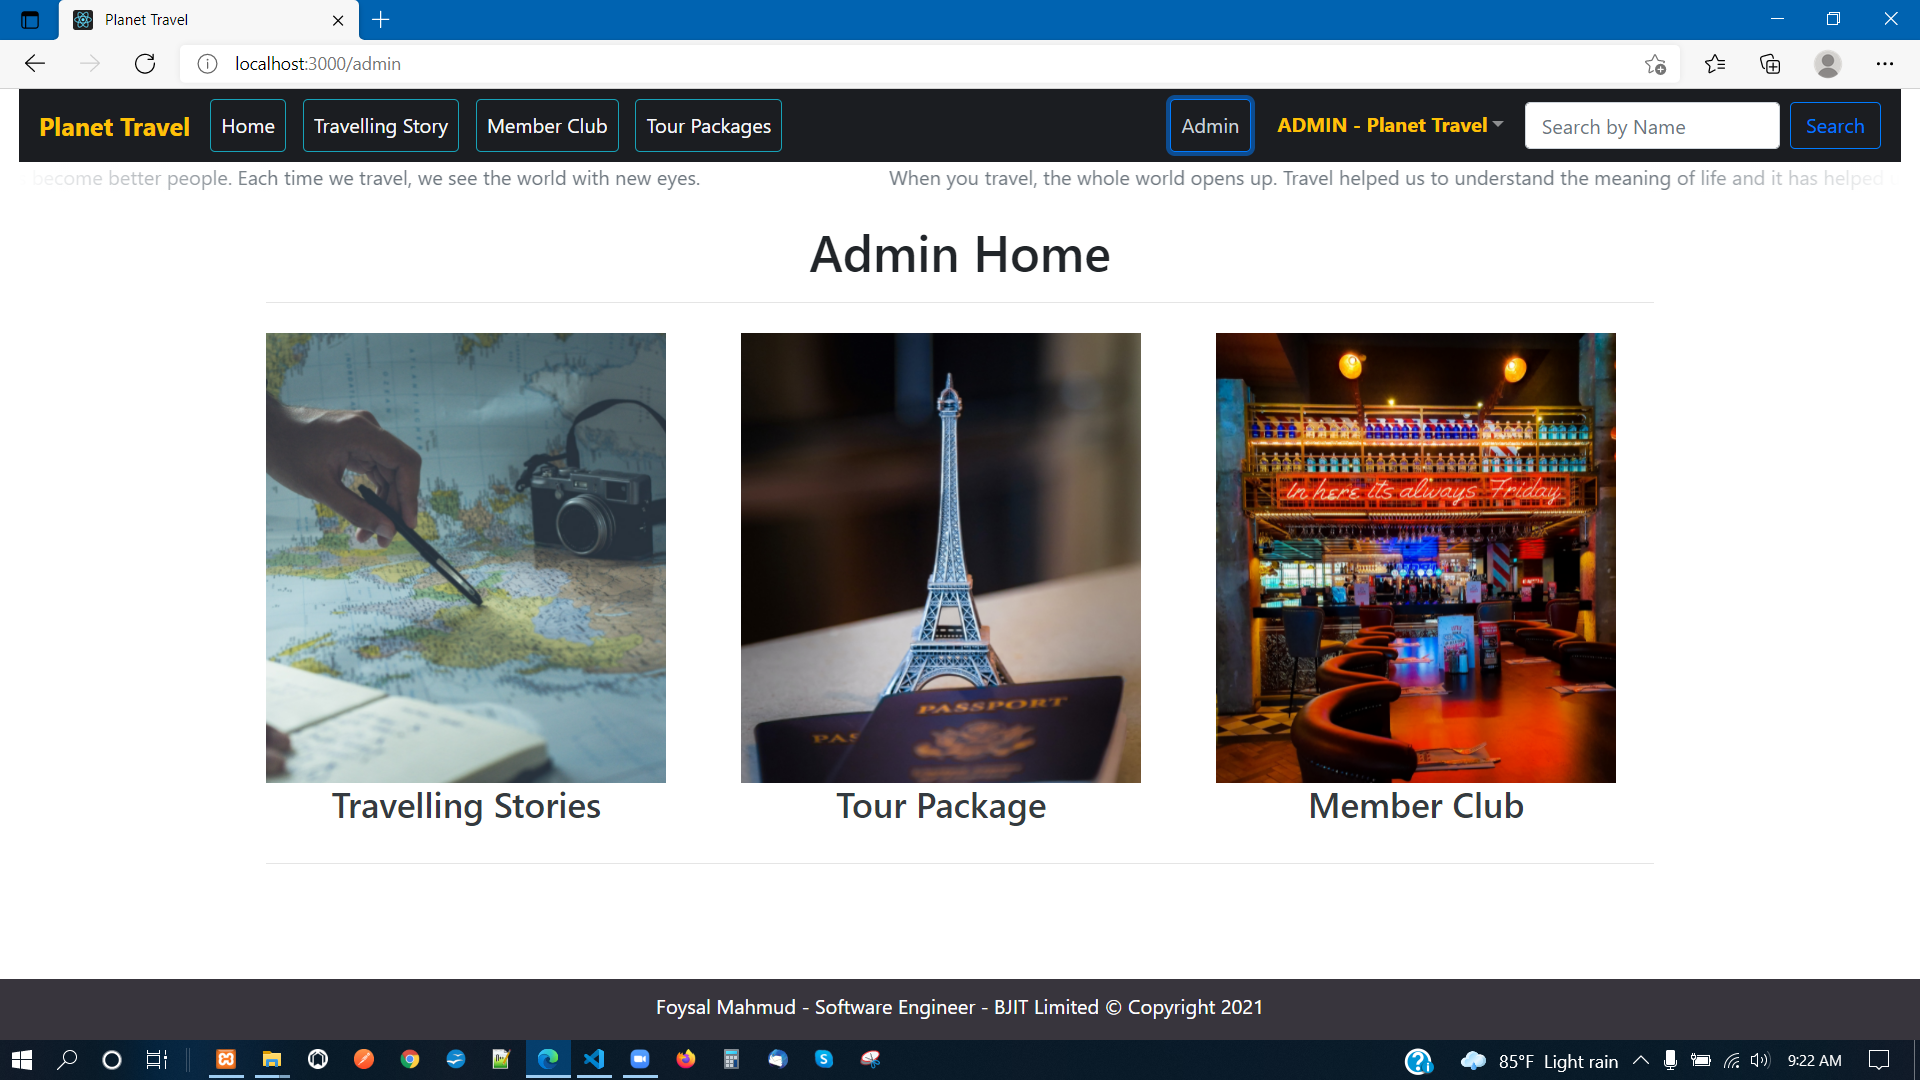 Planet Travel
localhost:3000/admin
Planet Travel Home Travelling Story Member Club Tour Packages Admin ADMIN - Planet Travel Search by Name Search
become better people. Each time we travel, we see the world with new eyes. When you travel, the whole world opens up. Travel helped us to understand the meaning of life and it has helped
Admin Home
In here it's always Friday
PASSPORT
PAS
Travelling Stories Tour Package Member Club
Foysal Mahmud - Software Engineer - BJIT Limited © Copyright 2021
85°F Light rain 9:22 AM